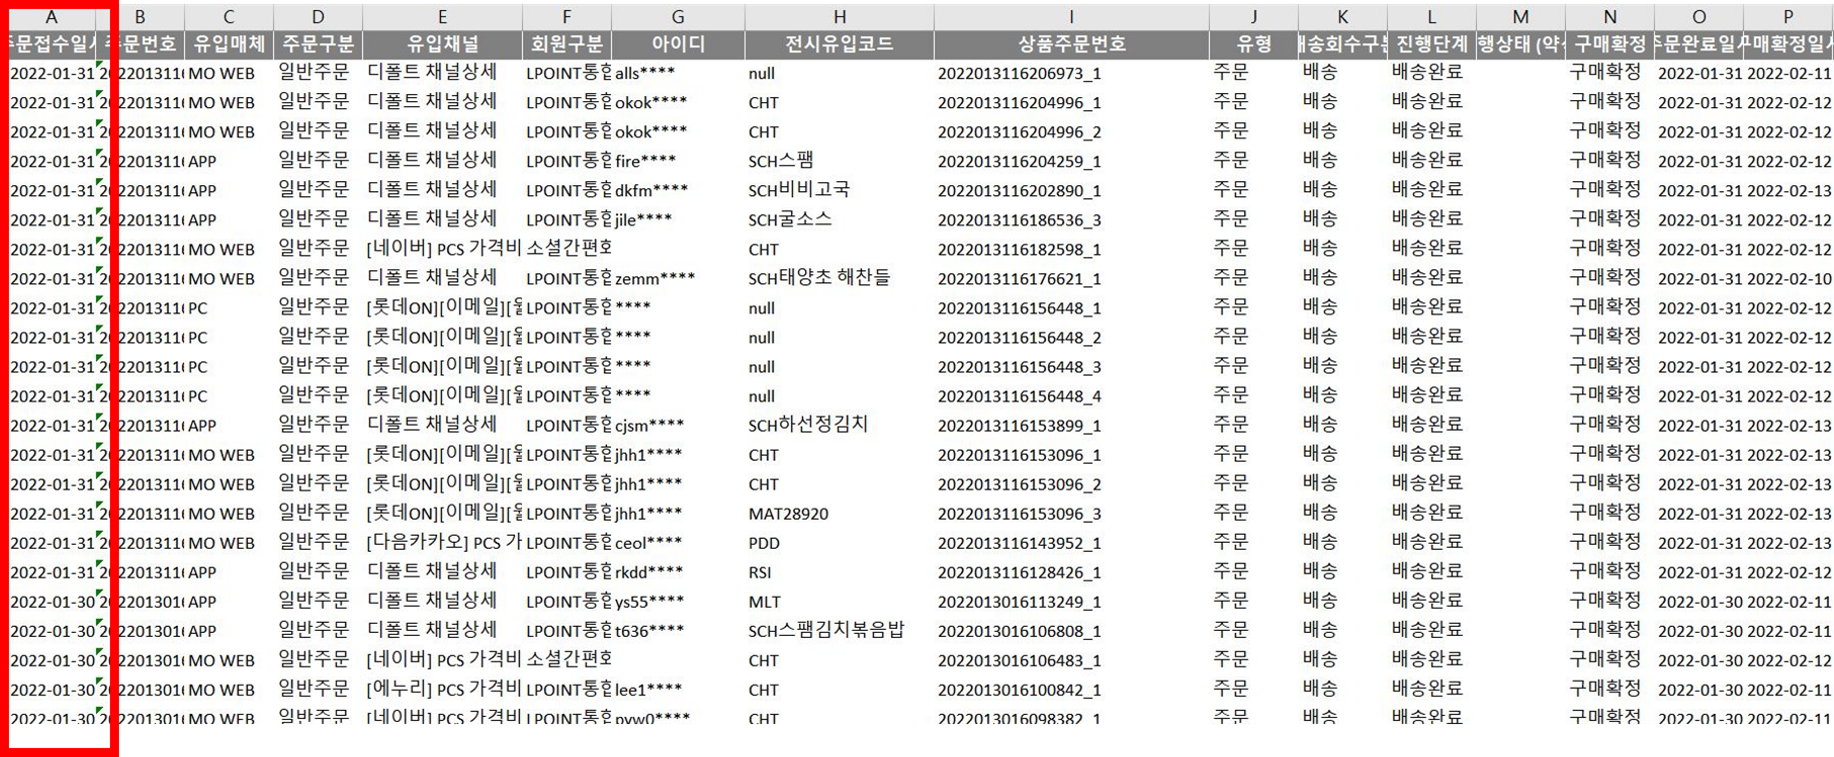 A B C D E F G H I J K L M N O P
주문번호 유입매체 주문구분 유입채널 회원구분 아이디 전시유입코드 상품주문번호 유형 진행단계 구매확정
2022-01-31 MO WEB 일반주문 디폴트 채널상세 LPOINT통합 alls**** null 2022013116206973_1 주문 배송 배송완료 구매확정 2022-01-31 2022-02-11
2022-01-31 MO WEB 일반주문 디폴트 채널상세 LPOINT통합 okok**** CHT 2022013116204996_1 주문 배송 배송완료 구매확정 2022-01-31 2022-02-12
2022-01-31 MO WEB 일반주문 디폴트 채널상세 LPOINT통합 okok**** CHT 2022013116204996_2 주문 배송 배송완료 구매확정 2022-01-31 2022-02-12
2022-01-31 APP 일반주문 디폴트 채널상세 LPOINT통합 fire**** SCH스팸 2022013116204259_1 주문 배송 배송완료 구매확정 2022-01-31 2022-02-12
2022-01-31 APP 일반주문 디폴트 채널상세 LPOINT통합 dkfm**** SCH비비고국 2022013116202890_1 주문 배송 배송완료 구매확정 2022-01-31 2022-02-13
2022-01-31 APP 일반주문 디폴트 채널상세 LPOINT통합 jile**** SCH굴소스 2022013116186536_3 주문 배송 배송완료 구매확정 2022-01-31 2022-02-12
2022-01-31 MO WEB 일반주문 [네이버] PCS 가격비 소셜간편회 CHT 2022013116182598_1 주문 배송 배송완료 구매확정 2022-01-31 2022-02-12
2022-01-31 MO WEB 일반주문 디폴트 채널상세 LPOINT통합 zemm**** SCH태양초 해찬들 2022013116176621_1 주문 배송 배송완료 구매확정 2022-01-31 2022-02-10
2022-01-31 PC 일반주문 [롯데ON][이메일][ LPOINT통합 **** null 2022013116156448_1 주문 배송 배송완료 구매확정 2022-01-31 2022-02-12
2022-01-31 PC 일반주문 [롯데ON][이메일][ LPOINT통합 **** null 2022013116156448_2 주문 배송 배송완료 구매확정 2022-01-31 2022-02-12
2022-01-31 PC 일반주문 [롯데ON][이메일][ LPOINT통합 **** null 2022013116156448_3 주문 배송 배송완료 구매확정 2022-01-31 2022-02-12
2022-01-31 PC 일반주문 [롯데ON][이메일][ LPOINT통합 **** null 2022013116156448_4 주문 배송 배송완료 구매확정 2022-01-31 2022-02-12
2022-01-31 APP 일반주문 디폴트 채널상세 LPOINT통합 cjsm**** SCH하선정김치 2022013116153899_1 주문 배송 배송완료 구매확정 2022-01-31 2022-02-13
2022-01-31 MO WEB 일반주문 [롯데ON][이메일][ LPOINT통합 jhh1**** CHT 2022013116153096_1 주문 배송 배송완료 구매확정 2022-01-31 2022-02-13
2022-01-31 MO WEB 일반주문 [롯데ON][이메일][ LPOINT통합 jhh1**** CHT 2022013116153096_2 주문 배송 배송완료 구매확정 2022-01-31 2022-02-13
2022-01-31 MO WEB 일반주문 [롯데ON][이메일][ LPOINT통합 jhh1**** MAT28920 2022013116153096_3 주문 배송 배송완료 구매확정 2022-01-31 2022-02-13
2022-01-31 MO WEB 일반주문 [다음카카오] PCS 가 LPOINT통합 ceol**** PDD 2022013116143952_1 주문 배송 배송완료 구매확정 2022-01-31 2022-02-13
2022-01-31 APP 일반주문 디폴트 채널상세 LPOINT통합 rkdd**** RSI 2022013116128426_1 주문 배송 배송완료 구매확정 2022-01-31 2022-02-12
2022-01-30 APP 일반주문 디폴트 채널상세 LPOINT통합 ys55**** MLT 2022013016113249_1 주문 배송 배송완료 구매확정 2022-01-30 2022-02-11
2022-01-30 APP 일반주문 디폴트 채널상세 LPOINT통합 t636**** SCH스팸김치볶음밥 2022013016106808_1 주문 배송 배송완료 구매확정 2022-01-30 2022-02-11
2022-01-30 MO WEB 일반주문 [네이버] PCS 가격비 소셜간편회 CHT 2022013016106483_1 주문 배송 배송완료 구매확정 2022-01-30 2022-02-12
2022-01-30 MO WEB 일반주문 [에누리] PCS 가격비 LPOINT통합 lee1**** CHT 2022013016100842_1 주문 배송 배송완료 구매확정 2022-01-30 2022-02-11
2022-01-30 MO WEB 일반주문 [네이버] PCS 가격비 LPOINT통합 pyw0**** CHT 2022013016098382_1 주문 배송 배송완료 구매확정 2022-01-30 2022-02-11